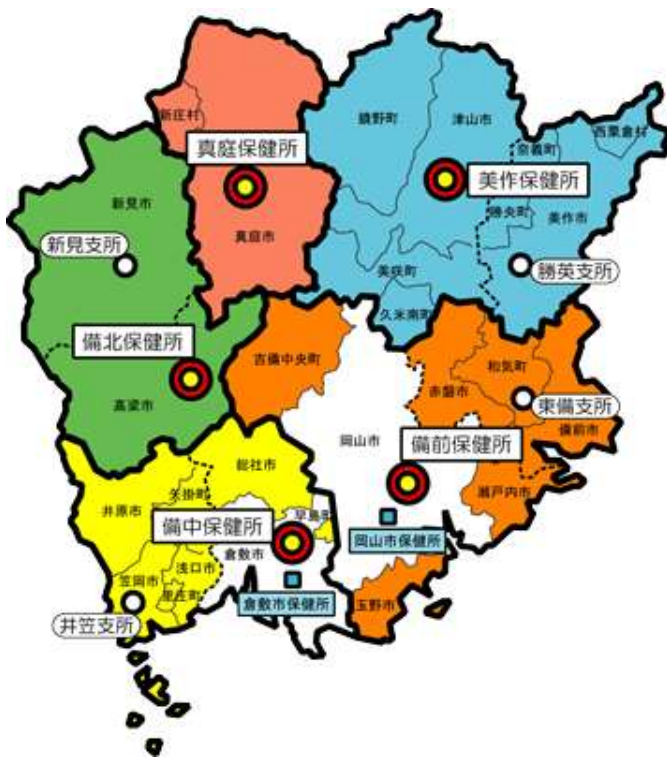 新庄村
鏡野町
津山市
西粟倉村
奈義町
真庭保健所
美作保健所
新見市
勝央町
美作市
新見支所
真庭市
勝英支所
美咲町
久米南町
備北保健所
吉備中央町
和気町
赤磐市
高梁市
東備支所
備前市
岡山市
備前保健所
総社市
瀬戸内市
矢掛町
井原市
早島町
備中保健所
岡山市保健所
倉敷市
浅口市
笠岡市
里庄町
倉敷市保健所
玉野市
井笠支所